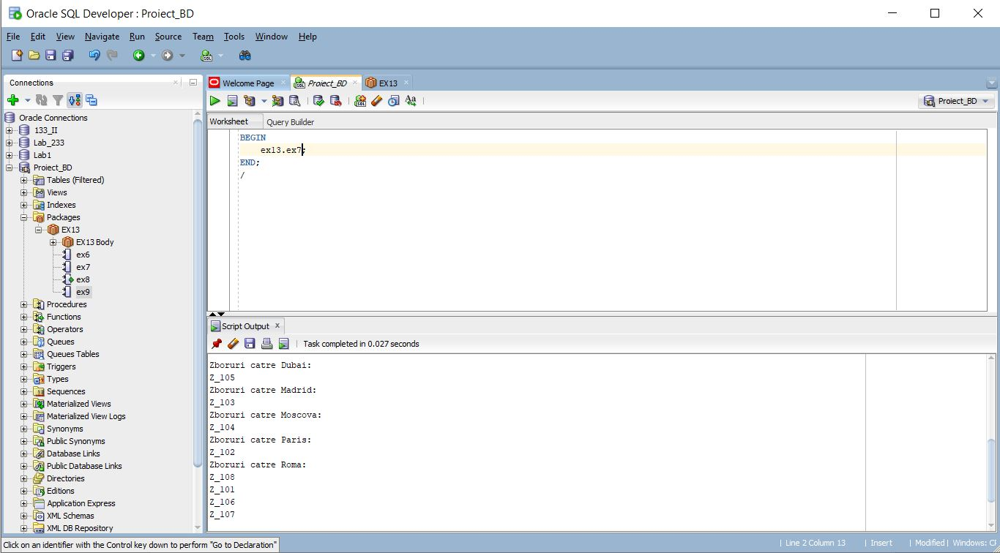 Oracle SQL Developer : Proiect_BD
File Edit View Navigate Run Source Team Tools Window Help
Connections
Oracle Connections
133_II
Lab_233
Lab1
Proiect_BD
Tables (Filtered)
Views
Indexes
Packages
EX13
EX13 Body
ex6
ex7
ex8
ex9
Procedures
Functions
Operators
Queues
Queues Tables
Triggers
Types
Sequences
Materialized Views
Materialized View Logs
Synonyms
Public Synonyms
Database Links
Public Database Links
Directories
Editions
Application Express
XML Schemas
XML DB Repository
Welcome Page Proiect_BD EX13
Proiect_BD
Worksheet Query Builder
BEGIN
ex13.ex7;
END;
/
Script Output
Task completed in 0.027 seconds
Zboruri catre Dubai:
Z_105
Zboruri catre Madrid:
Z_103
Zboruri catre Moscova:
Z_104
Zboruri catre Paris:
Z_102
Zboruri catre Roma:
Z_108
Z_101
Z_106
Z_107
Click on an identifier with the Control key down to perform "Go to Declaration"
| Line 2 Column 13 | Insert | Modified | Windows: